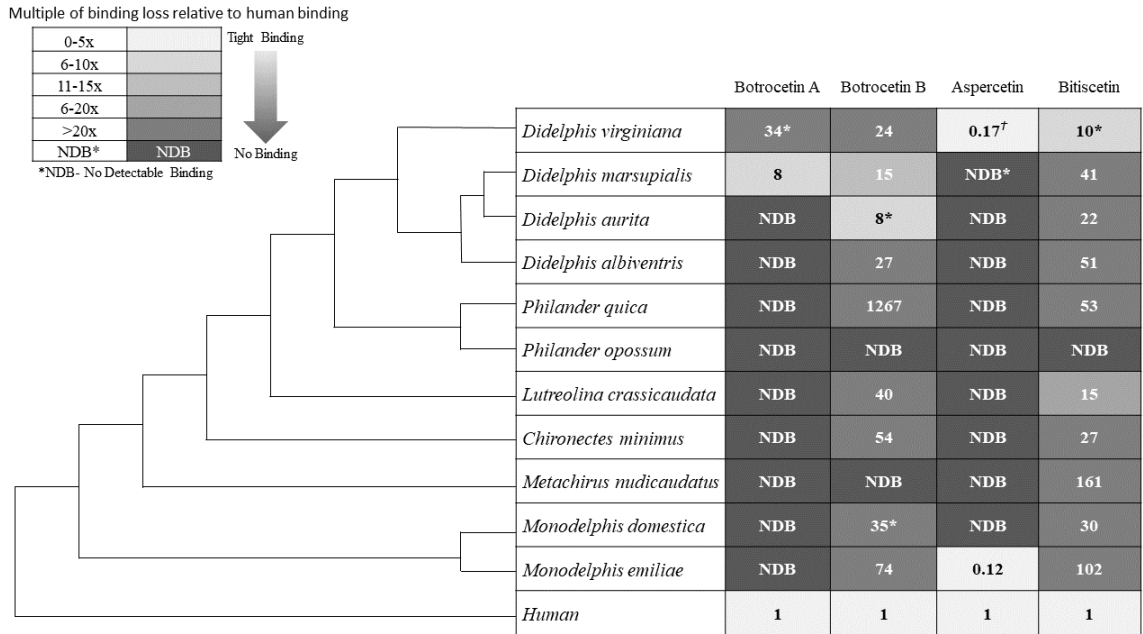 Multiple of binding loss relative to human binding
0-5x
6-10x
11-15x
6-20x
>20x
NDB* NDB
Tight Binding
No Binding
*NDB- No Detectable Binding
Botrocetin A Botrocetin B Aspercetin Bitiscetin
Didelphis virginiana 34* 24 0.17† 10*
Didelphis marsupialis 8 15 NDB* 41
Didelphis aurita NDB 8* NDB 22
Didelphis albiventris NDB 27 NDB 51
Philander quica NDB 1267 NDB 53
Philander opossum NDB NDB NDB NDB
Lutreolina crassicaudata NDB 40 NDB 15
Chironectes minimus NDB 54 NDB 27
Metachirus nudicaudatus NDB NDB NDB 161
Monodelphis domestica NDB 35* NDB 30
Monodelphis emiliae NDB 74 0.12 102
Human 1 1 1 1